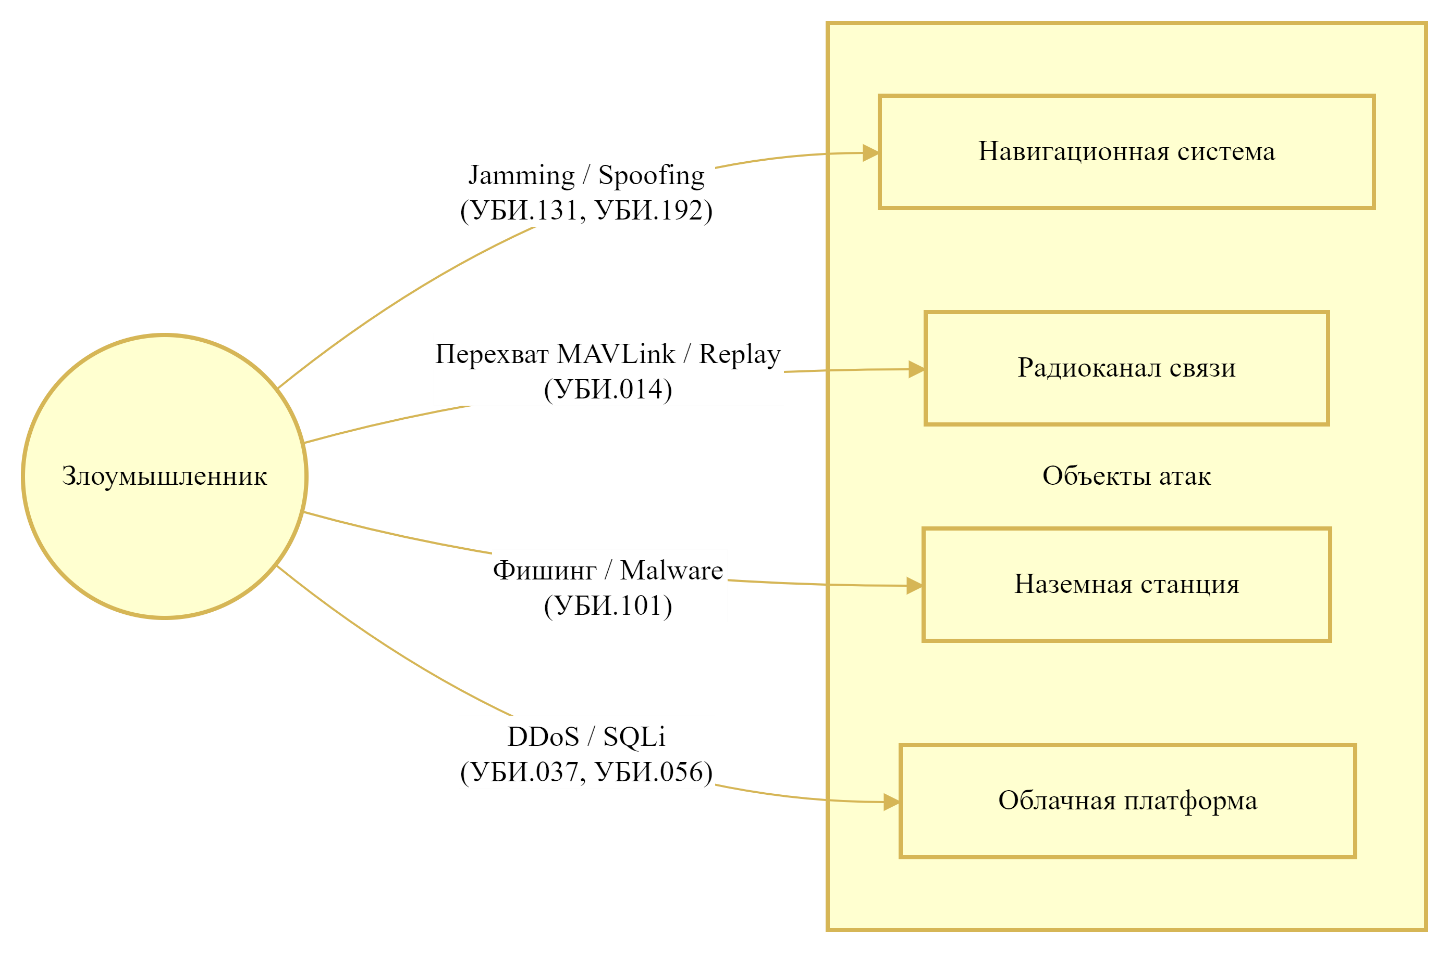 Jamming / Spoofing
(УБИ.131, УБИ.192)
Навигационная система
Перехват MAVLink / Replay
(УБИ.014)
Радиоканал связи
Злоумышленник
Объекты атак
Фишинг / Malware
(УБИ.101)
Наземная станция
DDoS / SQLi
(УБИ.037, УБИ.056)
Облачная платформа